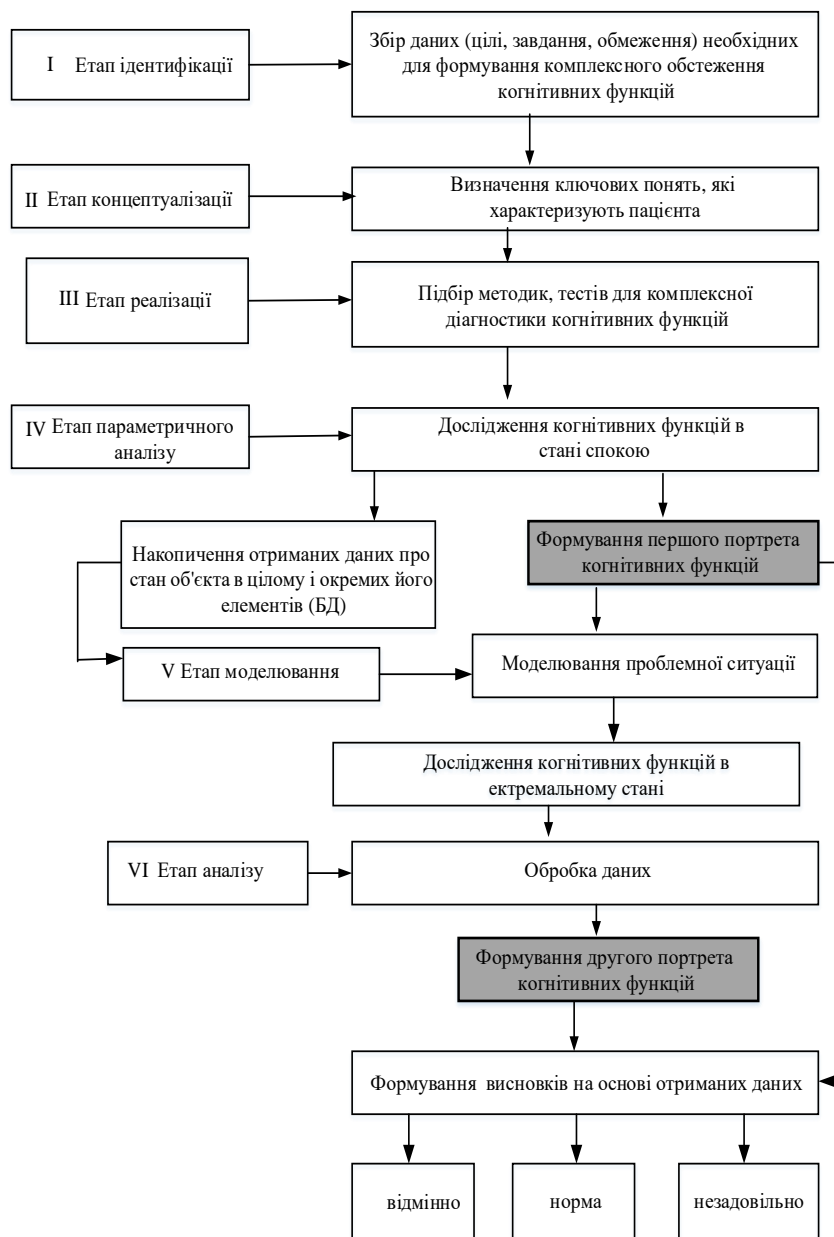 I Етап ідентифікації
Збір даних (цілі, завдання, обмеження) необхідних
для формування комплексного обстеження
когнітивних функцій
II Етап концептуалізації
Визначення ключових понять, які
характеризують пацієнта
III Етап реалізації
Підбір методик, тестів для комплексної
діагностики когнітивних функцій
IV Етап параметричного
аналізу
Дослідження когнітивних функцій в
стані спокою
Накопичення отриманих даних про
стан об'єкта в цілому і окремих його
елементів (БД)
Формування першого портрета
когнітивних функцій
V Етап моделювання
Моделювання проблемної ситуації
Дослідження когнітивних функцій в
ектремальному стані
VI Етап аналізу
Обробка даних
Формування другого портрета
когнітивних функцій
Формування висновків на основі отриманих даних
відмінно
норма
незадовільно